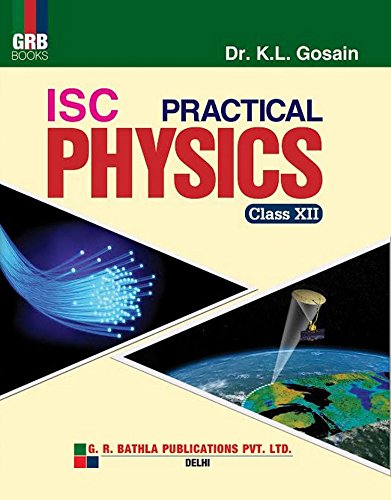 GRB
BOOKS
Dr. K.L. Gosain
ISC PRACTICAL
PHYSICS
Class XII
G. R. BATHLA PUBLICATIONS PVT. LTD.
DELHI